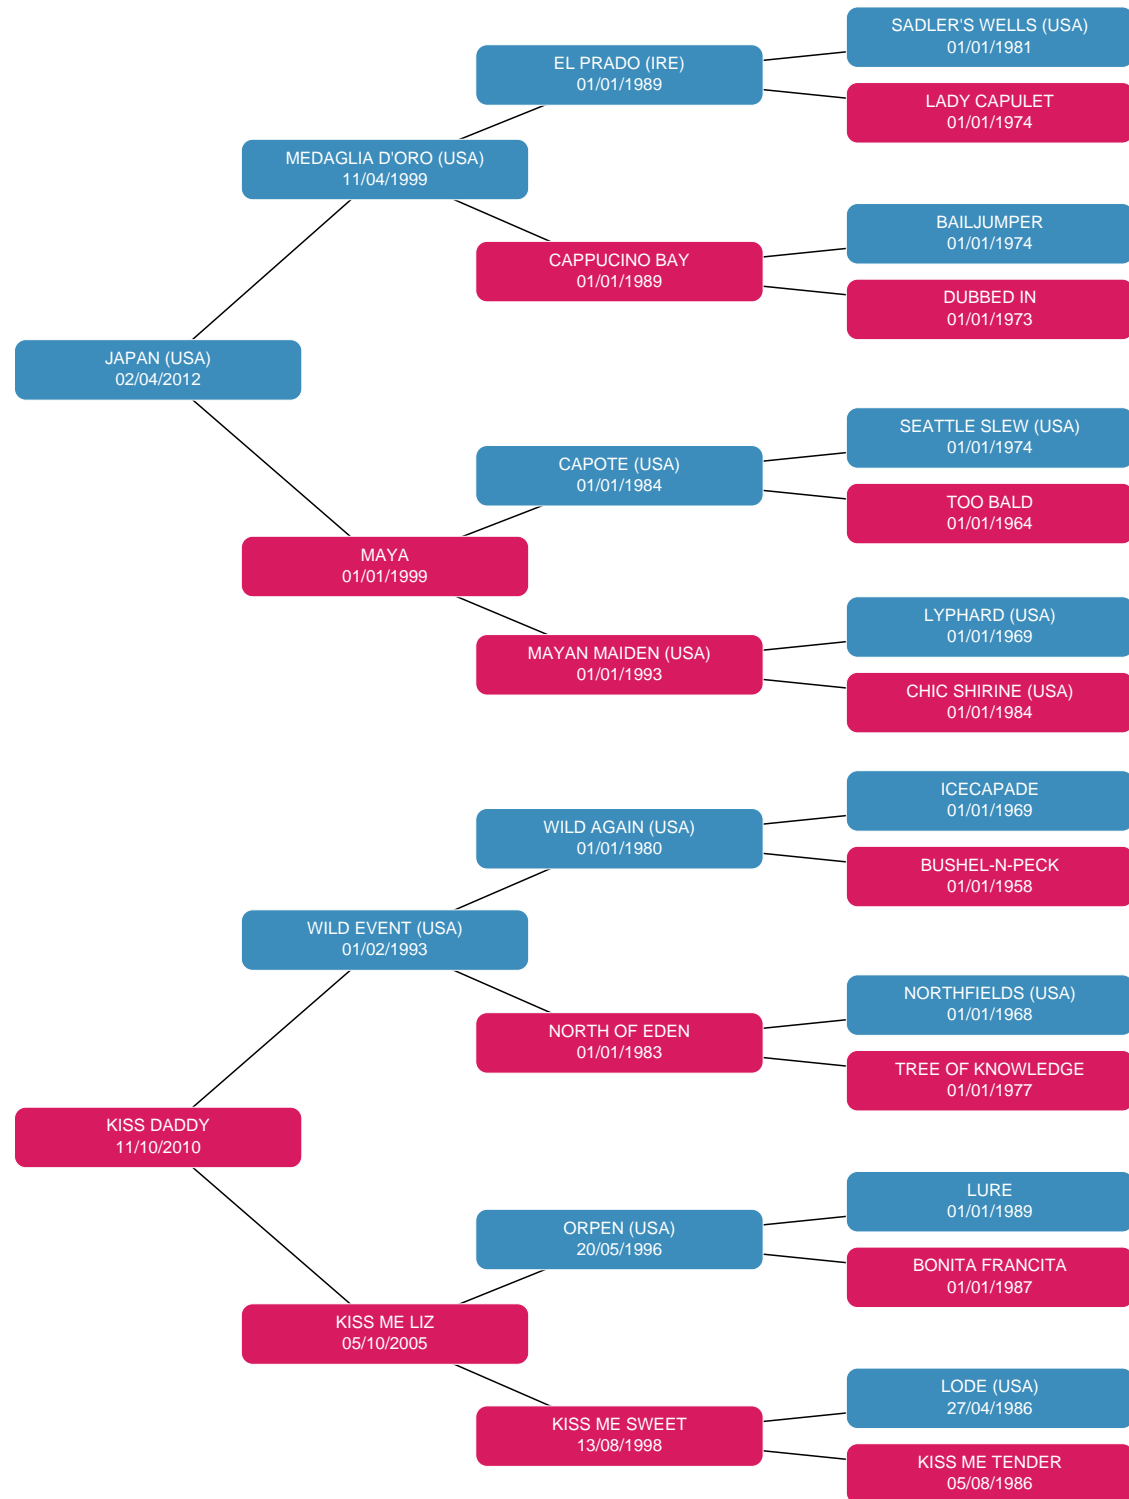 SADLER'S WELLS (USA)
01/01/1981
EL PRADO (IRE)
01/01/1989
LADY CAPULET
01/01/1974
MEDAGLIA D'ORO (USA)
11/04/1999
BAILJUMPER
01/01/1974
CAPPUCINO BAY
01/01/1989
DUBBED IN
01/01/1973
JAPAN (USA)
02/04/2012
SEATTLE SLEW (USA)
01/01/1974
CAPOTE (USA)
01/01/1984
TOO BALD
01/01/1964
MAYA
01/01/1999
LYPHARD (USA)
01/01/1969
MAYAN MAIDEN (USA)
01/01/1993
CHIC SHIRINE (USA)
01/01/1984
ICECAPADE
01/01/1969
WILD AGAIN (USA)
01/01/1980
BUSHEL-N-PECK
01/01/1958
WILD EVENT (USA)
01/02/1993
NORTHFIELDS (USA)
01/01/1968
NORTH OF EDEN
01/01/1983
TREE OF KNOWLEDGE
01/01/1977
KISS DADDY
11/10/2010
LURE
01/01/1989
ORPEN (USA)
20/05/1996
BONITA FRANCITA
01/01/1987
KISS ME LIZ
05/10/2005
LODE (USA)
27/04/1986
KISS ME SWEET
13/08/1998
KISS ME TENDER
05/08/1986